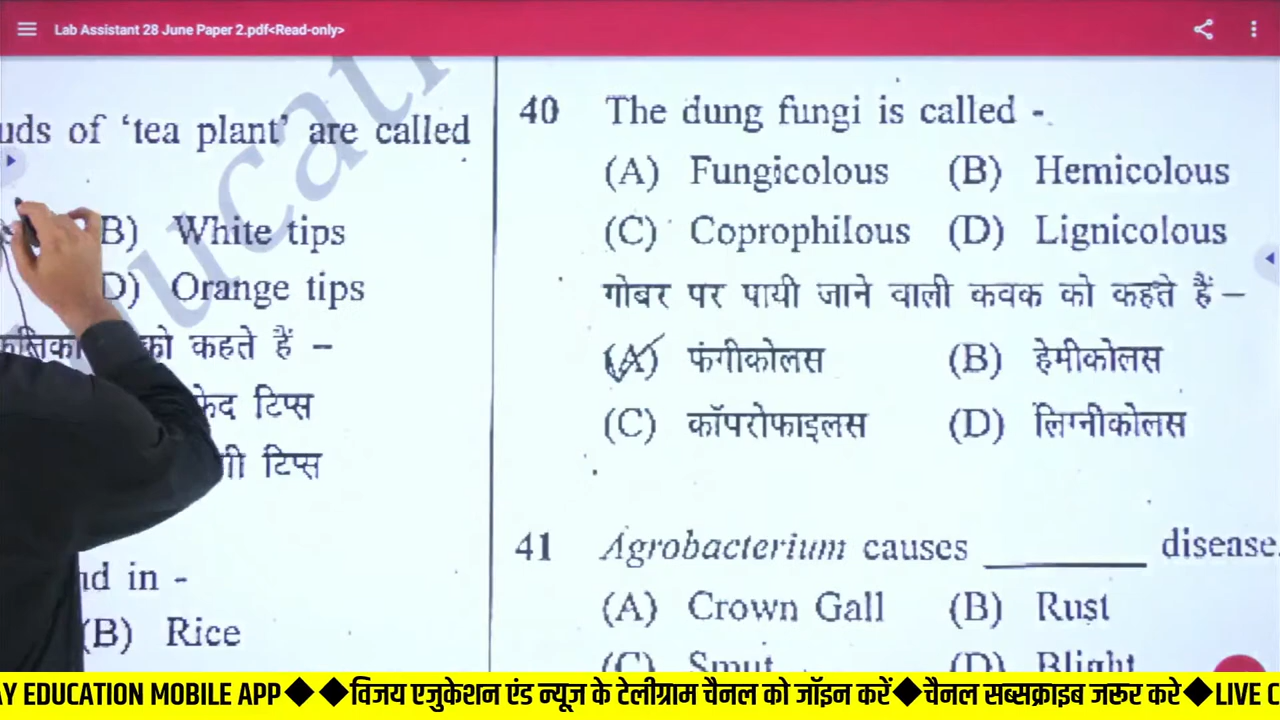 Lab Assistant 28 June Paper 2.pdf<Read-only>
ucati
of ‘tea plant’ are called
B) White tips
D) Orange tips
को कहते हैं –
टिप्स
टिप्स
in -
(B) Rice
40 The dung fungi is called -
(A) Fungicolous (B) Hemicolous
(C) Coprophilous (D) Lignicolous
गोबर पर पायी जाने वाली कवक को कहते हैं –
(A) फंगीकोलस (B) हेमीकोलस
(C) कॉपरोफाइलस (D) लिग्नीकोलस
41 Agrobacterium causes ________ disease.
(A) Crown Gall (B) Rust
(C) Smut (D) Blight
AY EDUCATION MOBILE APP◆ ◆विजय एजुकेशन एंड न्यूज के टेलीग्राम चैनल को जॉइन करें◆चैनल सब्सक्राइब जरूर करे◆LIVE C